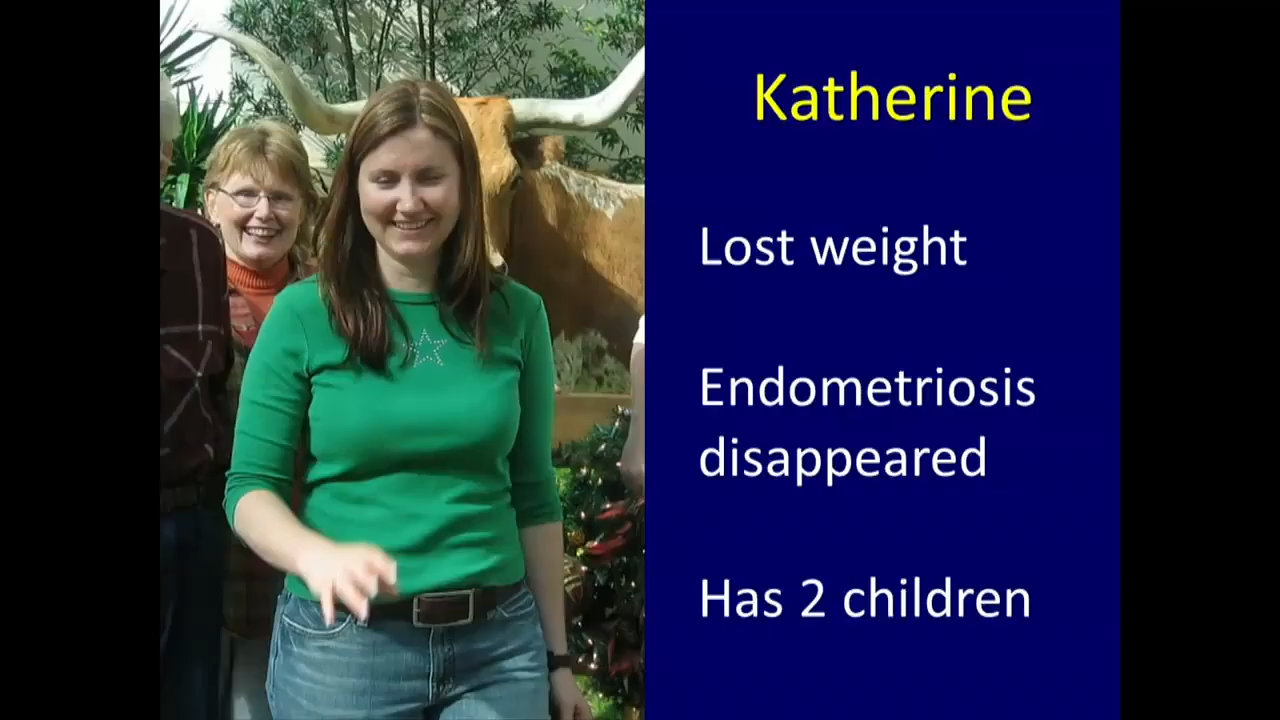 Katherine
Lost weight
Endometriosis
disappeared
Has 2 children